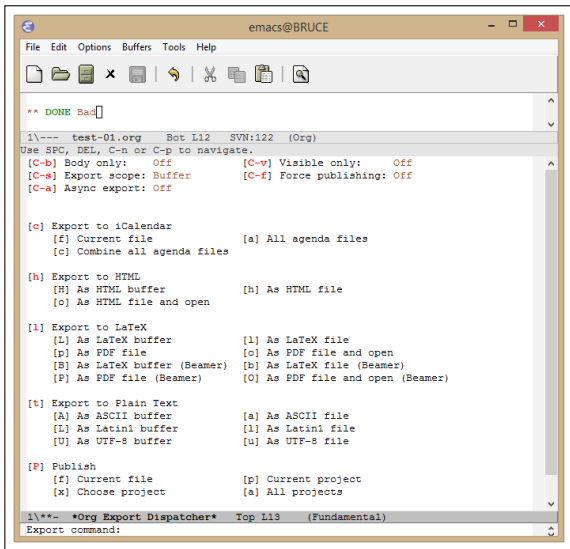 emacs@BRUCE
File Edit Options Buffers Tools Help
** DONE Bad
1\--- test-01.org Bot L12 SVN:122 (Org)
Use SPC, DEL, C-n or C-p to navigate.
[C-b] Body only: Off [C-v] Visible only: Off
[C-s] Export scope: Buffer [C-f] Force publishing: Off
[C-a] Async export: Off
[c] Export to iCalendar
[f] Current file [a] All agenda files
[c] Combine all agenda files
[h] Export to HTML
[H] As HTML buffer [h] As HTML file
[o] As HTML file and open
[l] Export to LaTeX
[L] As LaTeX buffer [l] As LaTeX file
[p] As PDF file [o] As PDF file and open
[B] As LaTeX buffer (Beamer) [b] As LaTeX file (Beamer)
[P] As PDF file (Beamer) [O] As PDF file and open (Beamer)
[t] Export to Plain Text
[A] As ASCII buffer [a] As ASCII file
[L] As Latin1 buffer [l] As Latin1 file
[U] As UTF-8 buffer [u] As UTF-8 file
[P] Publish
[f] Current file [p] Current project
[x] Choose project [a] All projects
1\**- *Org Export Dispatcher* Top L13 (Fundamental)
Export command: